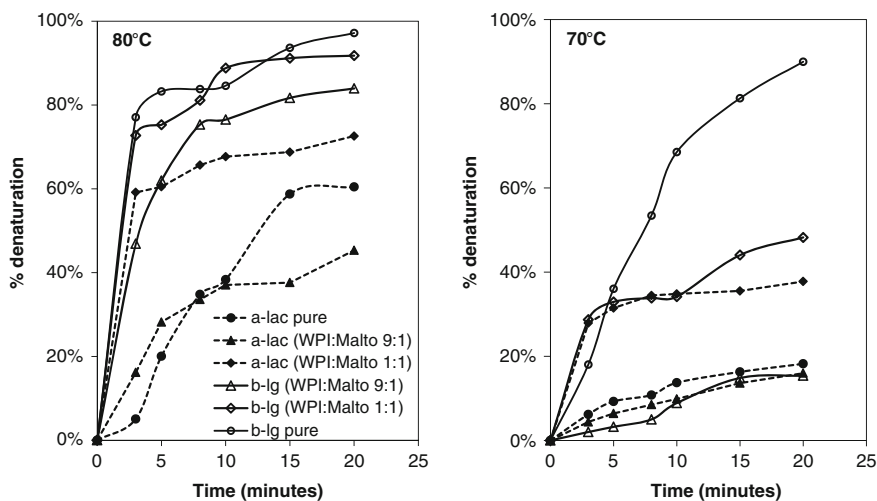 80°C
100%
80%
60%
40%
20%
0%
% denaturation
0 5 10 15 20 25
Time (minutes)
a-lac pure
a-lac (WPI:Malto 9:1)
a-lac (WPI:Malto 1:1)
b-lg (WPI:Malto 9:1)
b-lg (WPI:Malto 1:1)
b-lg pure
70°C
100%
80%
60%
40%
20%
0%
% denaturation
0 5 10 15 20 25
Time (minutes)